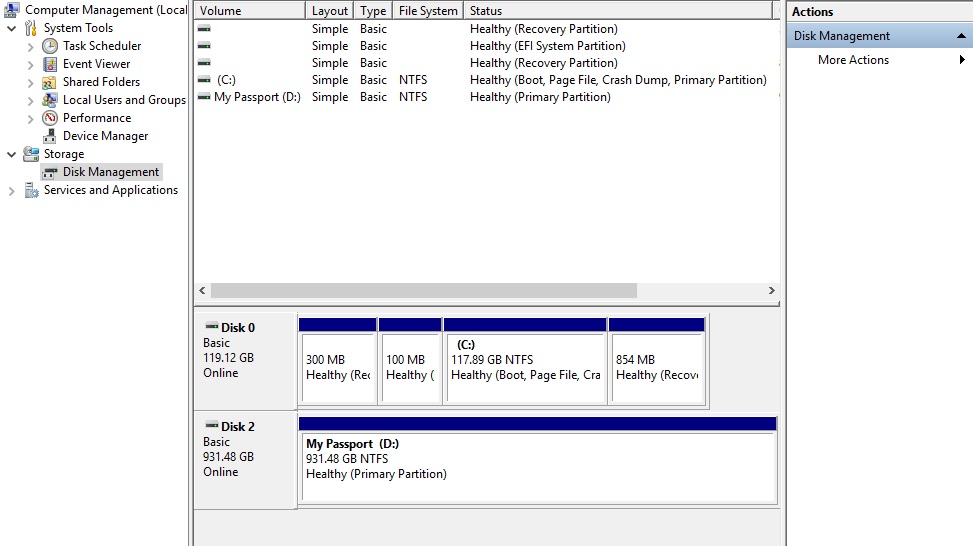 Computer Management (Local
System Tools
Task Scheduler
Event Viewer
Shared Folders
Local Users and Groups
Performance
Device Manager
Storage
Disk Management
Services and Applications
Volume Layout Type File System Status
Simple Basic Healthy (Recovery Partition)
Simple Basic Healthy (EFI System Partition)
Simple Basic Healthy (Recovery Partition)
(C:) Simple Basic NTFS Healthy (Boot, Page File, Crash Dump, Primary Partition)
My Passport (D:) Simple Basic NTFS Healthy (Primary Partition)
Disk 0
Basic
119.12 GB
Online
300 MB
Healthy (Rec
100 MB
Healthy (
(C:)
117.89 GB NTFS
Healthy (Boot, Page File, Cra
854 MB
Healthy (Recov
Disk 2
Basic
931.48 GB
Online
My Passport (D:)
931.48 GB NTFS
Healthy (Primary Partition)
Actions
Disk Management
More Actions